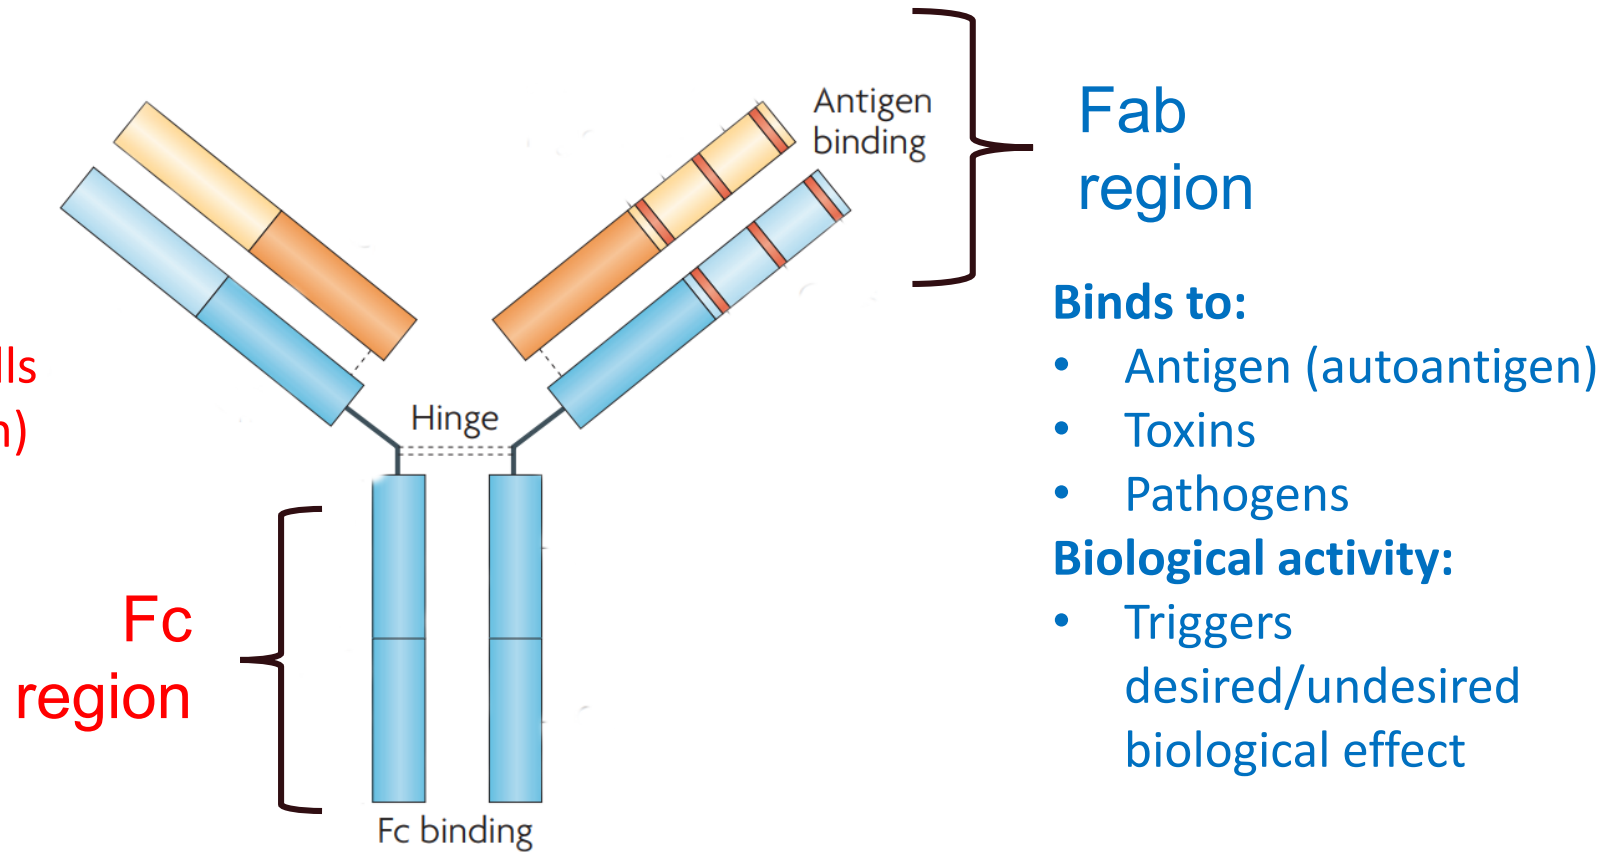 Antigen
binding
Fab
region
Binds to:
• Antigen (autoantigen)
• Toxins
• Pathogens
Biological activity:
• Triggers
desired/undesired
biological effect
Hinge
Fc
region
Fc binding